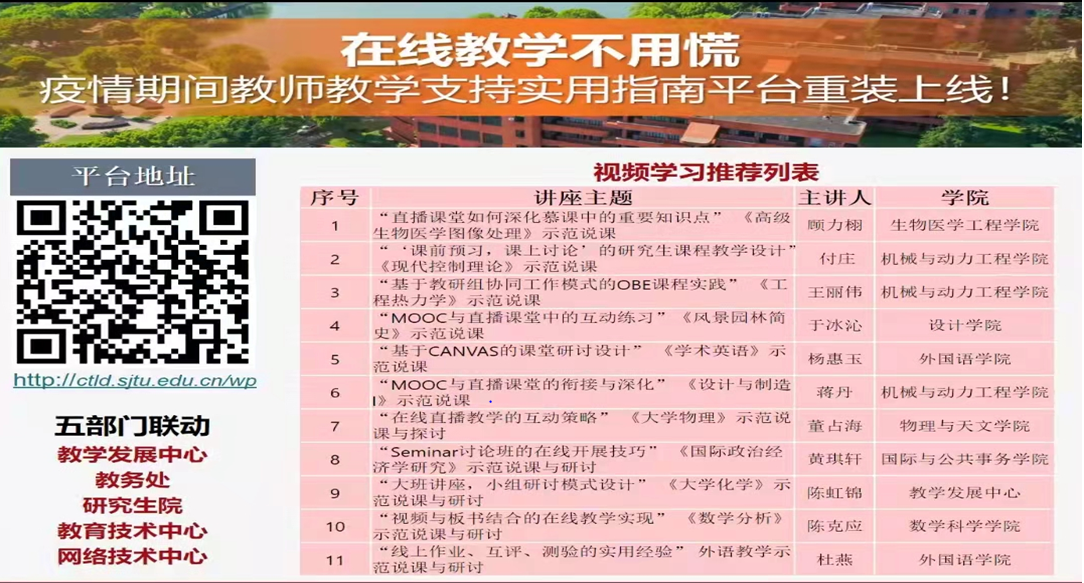 在线教学不用慌
疫情期间教师教学支持实用指南平台重装上线！
平台地址
http://ctld.sjtu.edu.cn/wp
五部门联动
教学发展中心
教务处
研究生院
教育技术中心
网络技术中心
视频学习推荐列表
序号 讲座主题 主讲人 学院
1 “直播课堂如何深化慕课中的重要知识点” 《高级 顾力栩 生物医学工程学院
生物医学图像处理》示范说课
2 “‘课前预习，课上讨论’的研究生课程教学设计” 付庄 机械与动力工程学院
《现代控制理论》示范说课
3 “基于教研组协同工作模式的OBE课程实践” 《工 王丽伟 机械与动力工程学院
程热力学》示范说课
4 “MOOC与直播课堂中的互动练习” 《风景园林简 于冰沁 设计学院
史》示范说课
5 “基于CANVAS的课堂研讨设计” 《学术英语》示 杨惠玉 外国语学院
范说课
6 “MOOC与直播课堂的衔接与深化” 《设计与制造 蒋丹 机械与动力工程学院
I》示范说课
7 “在线直播教学的互动策略” 《大学物理》示范说 董占海 物理与天文学院
课与探讨
8 “Seminar讨论班的在线开展技巧” 《国际政治经 黄琪轩 国际与公共事务学院
济学研究》示范说课与研讨
9 “大班讲座，小组研讨模式设计” 《大学化学》示 陈虹锦 教学发展中心
范说课与研讨
10 “视频与板书结合的在线教学实现” 《数学分析》 陈克应 数学科学学院
示范说课与研讨
11 “线上作业、互评、测验的实用经验” 外语教学示 杜燕 外国语学院
范说课与研讨